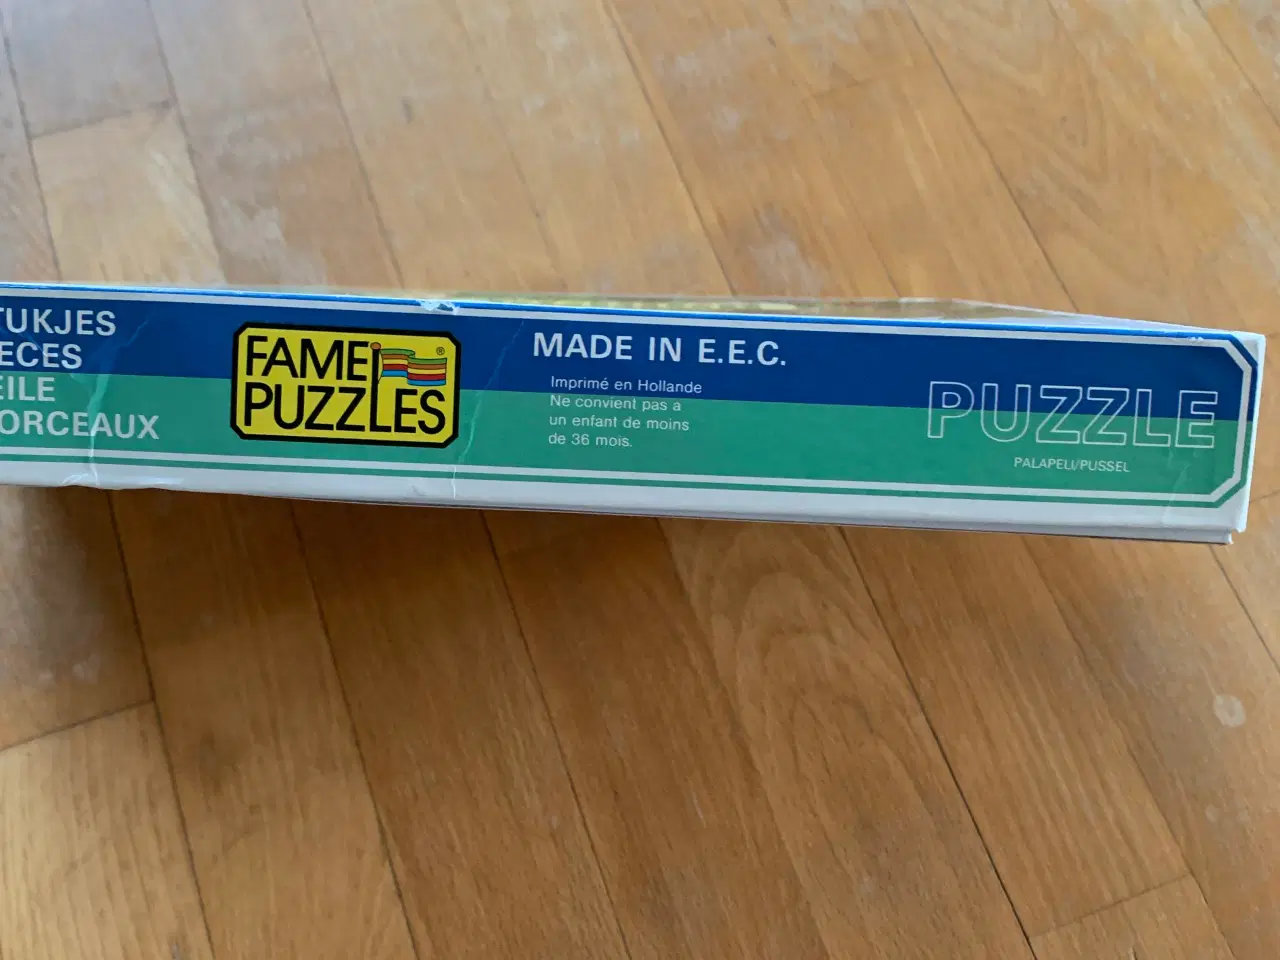 TUKJES
ECES
EILE
ORCEAUX
FAME
PUZZLES
®
MADE IN E.E.C.
Imprimé en Hollande
Ne convient pas a
un enfant de moins
de 36 mois.
PUZZLE
PALAPELI/PUSSEL